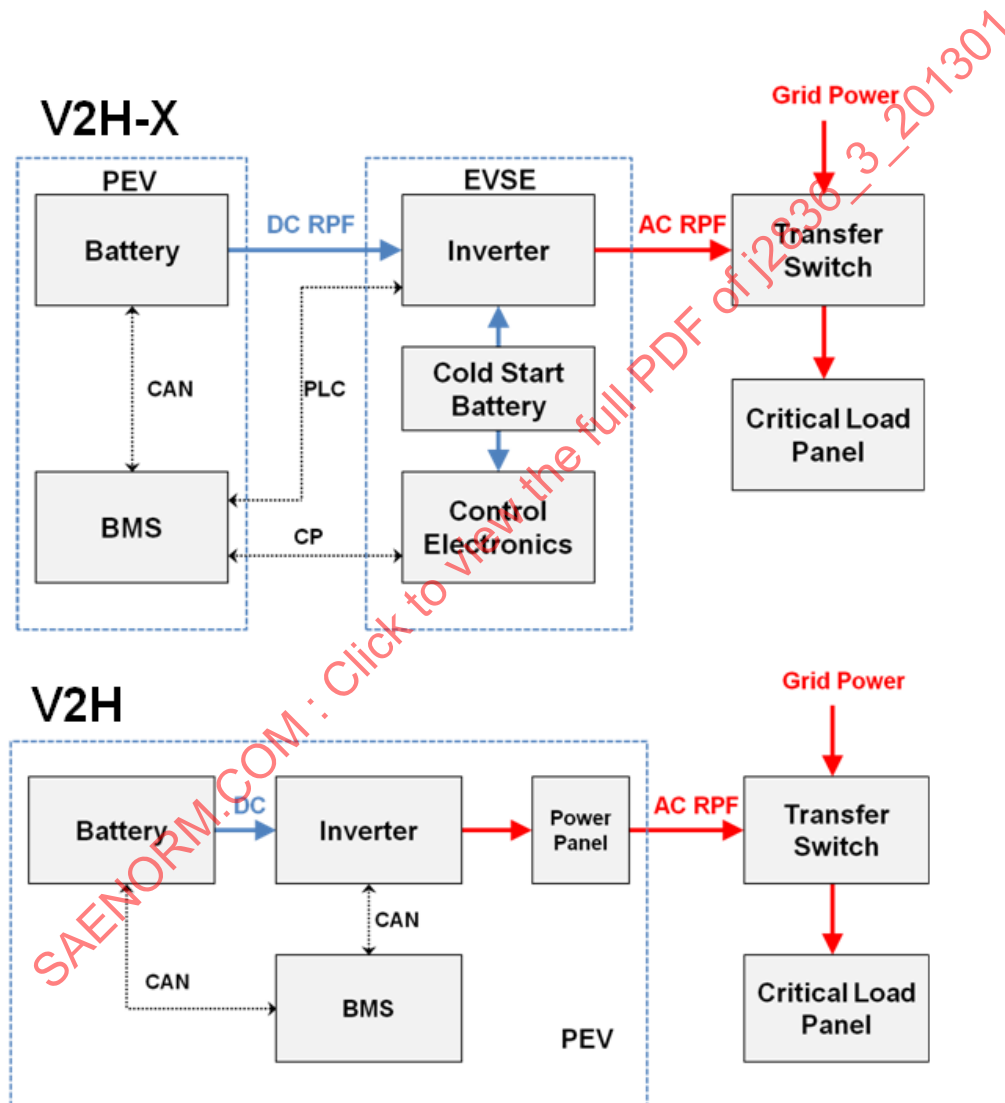 V2H-X
Grid Power
PEV
EVSE
Battery
DC RPF
Inverter
AC RPF
Transfer
Switch
CAN
PLC
Cold Start
Battery
Critical Load
Panel
BMS
CP
Control
Electronics
V2H
Grid Power
Battery
DC
Inverter
Power
Panel
AC RPF
Transfer
Switch
CAN
CAN
BMS
Critical Load
Panel
PEV
SAENORM.COM : Click to view the full PDF of j2836_3_201301